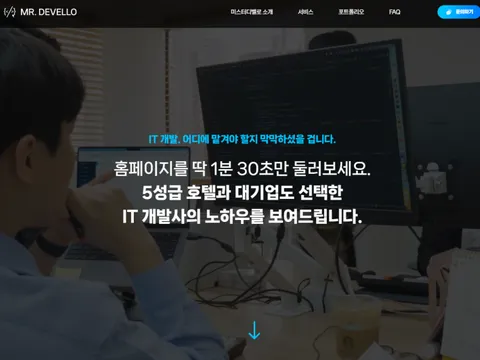 MR. DEVELLO
미스터디벨로 소개
서비스
포트폴리오
FAQ
문의하기
IT 개발, 어디에 맡겨야 할지 막막하셨을 겁니다.
홈페이지를 딱 1분 30초만 둘러보세요.
5성급 호텔과 대기업도 선택한
IT 개발사의 노하우를 보여드립니다.